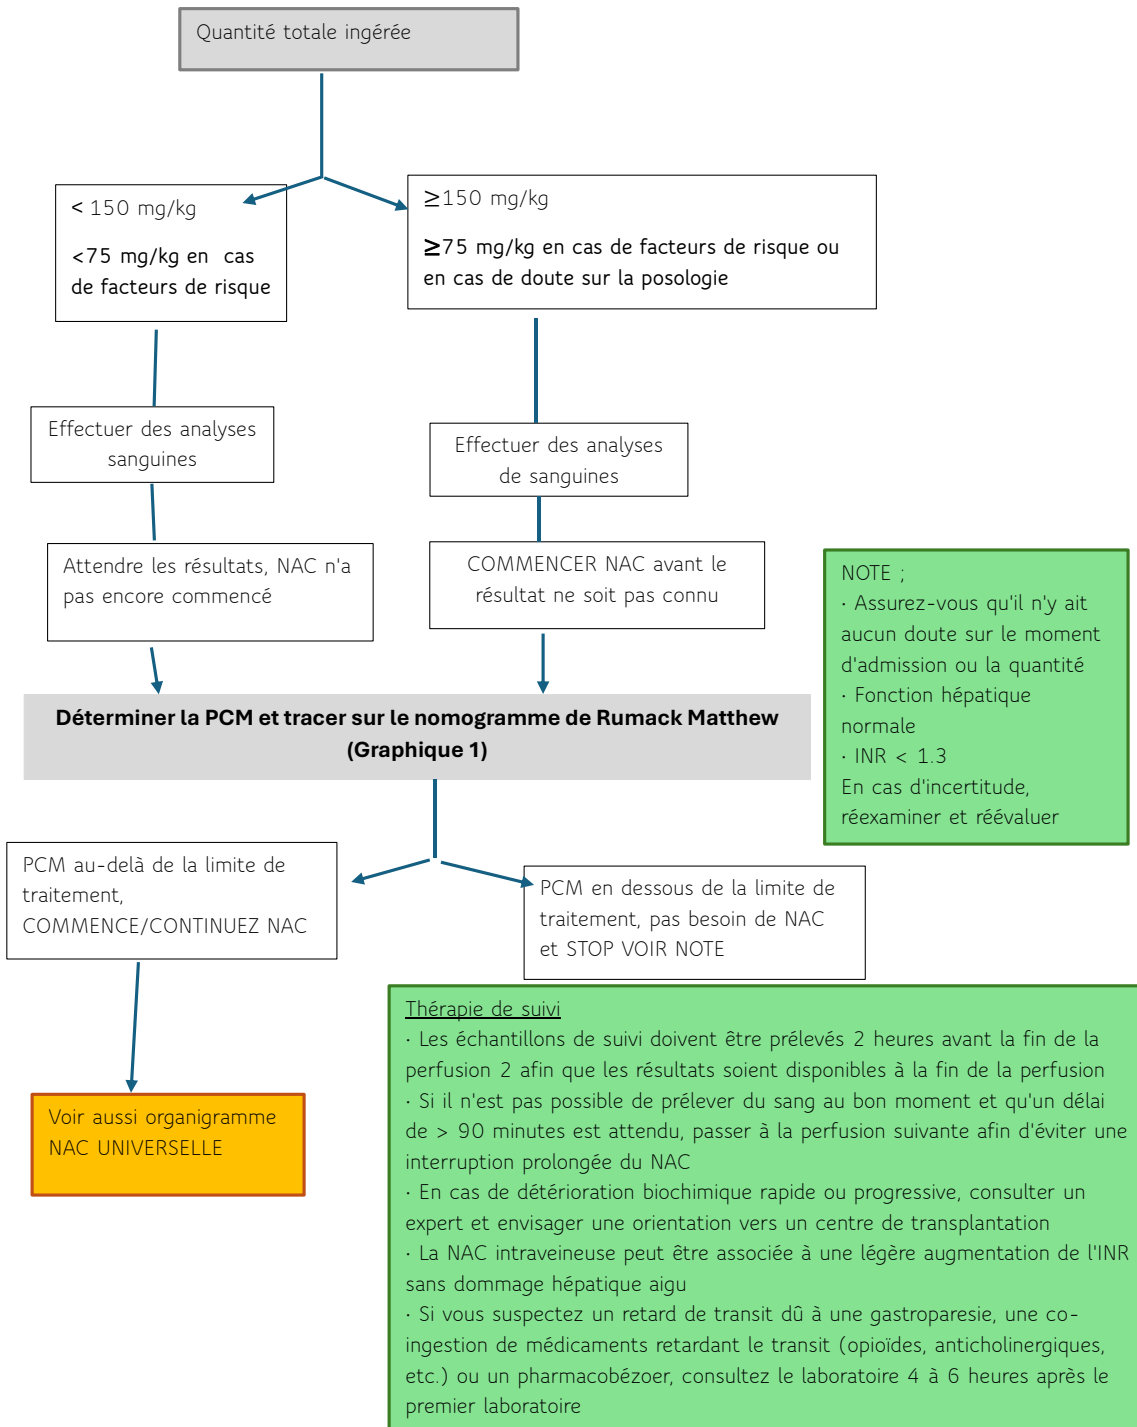 Quantité totale ingérée
< 150 mg/kg
<75 mg/kg en  cas
de facteurs de risque
≥150 mg/kg
≥75 mg/kg en cas de facteurs de risque ou
en cas de doute sur la posologie
Effectuer des analyses
sanguines
Effectuer des analyses
de sanguines
Attendre les résultats, NAC n'a
pas encore commencé
COMMENCER NAC avant le
résultat ne soit pas connu
NOTE ;
· Assurez-vous qu'il n'y ait
aucun doute sur le moment
d'admission ou la quantité
· Fonction hépatique
normale
· INR < 1.3
En cas d'incertitude,
réexaminer et réévaluer
Déterminer la PCM et tracer sur le nomogramme de Rumack Matthew
(Graphique 1)
PCM au-delà de la limite de
traitement,
COMMENCE/CONTINUEZ NAC
PCM en dessous de la limite de
traitement, pas besoin de NAC
et STOP VOIR NOTE
Voir aussi organigramme
NAC UNIVERSELLE
Thérapie de suivi
· Les échantillons de suivi doivent être prélevés 2 heures avant la fin de la
perfusion 2 afin que les résultats soient disponibles à la fin de la perfusion
· Si il n'est pas possible de prélever du sang au bon moment et qu'un délai
de > 90 minutes est attendu, passer à la perfusion suivante afin d'éviter une
interruption prolongée du NAC
· En cas de détérioration biochimique rapide ou progressive, consulter un
expert et envisager une orientation vers un centre de transplantation
· La NAC intraveineuse peut être associée à une légère augmentation de l'INR
sans dommage hépatique aigu
· Si vous suspectez un retard de transit dû à une gastroparesie, une co-
ingestion de médicaments retardant le transit (opioïdes, anticholinergiques,
etc.) ou un pharmacobézoer, consultez le laboratoire 4 à 6 heures après le
premier laboratoire